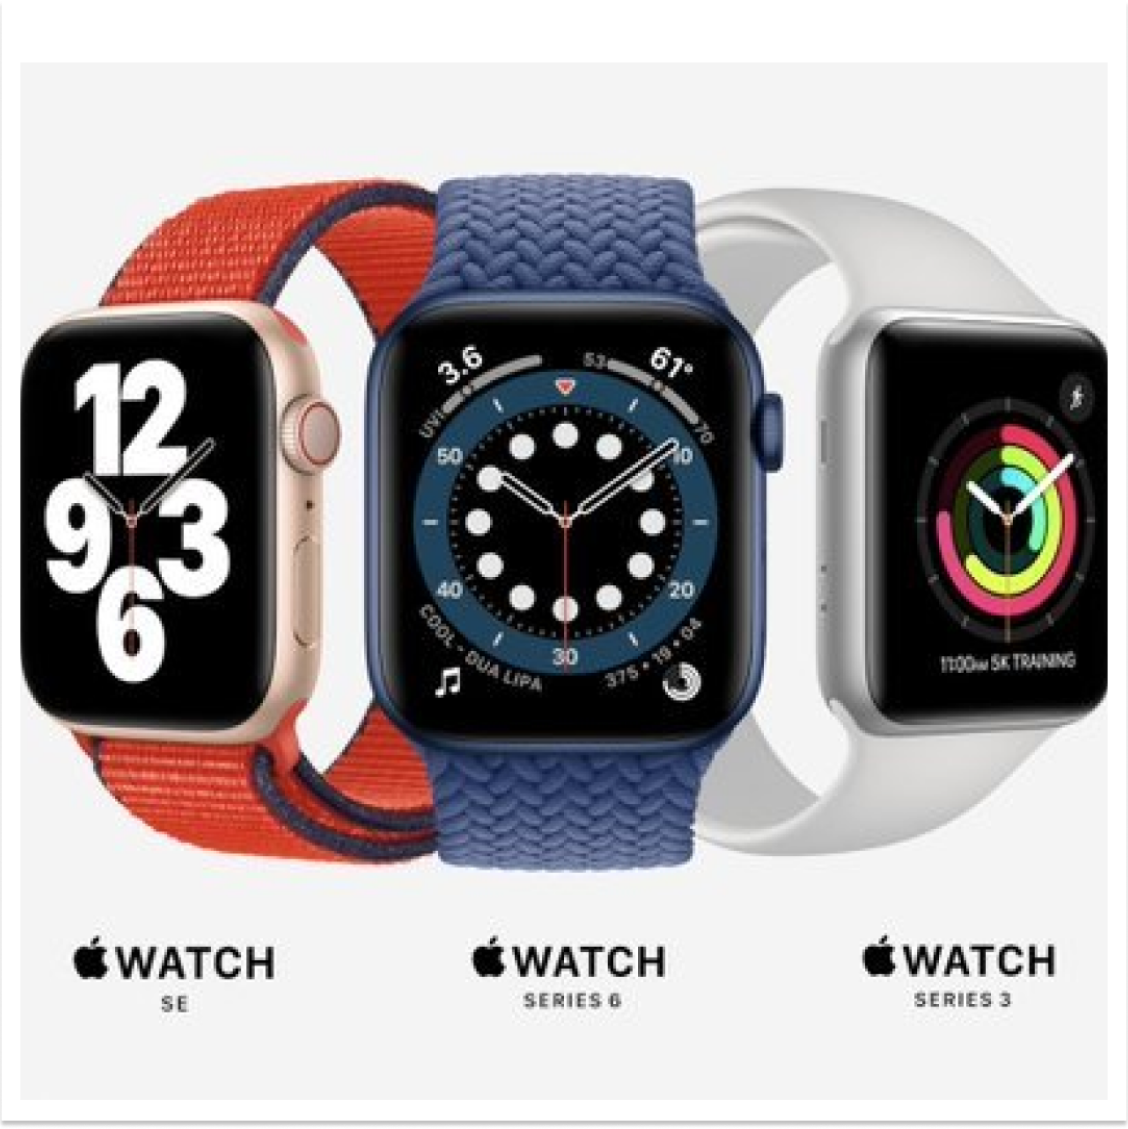 12
9 3
6
3.6
UVI
53
61°
70
50
10
40
20
30
COOL · DUA LIPA
375 • 19 • 04
11:00AM 5K TRAINING
WATCH
SE
WATCH
SERIES 6
WATCH
SERIES 3